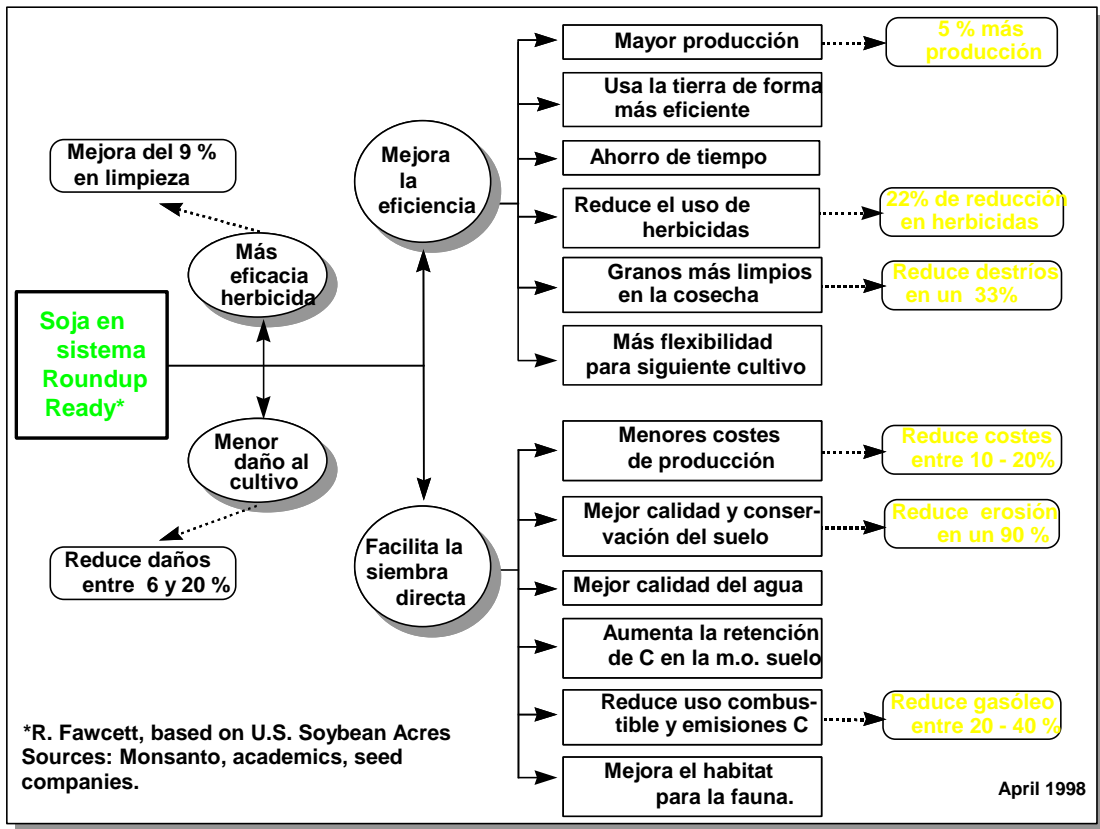 Soja en
sistema
Roundup
Ready*
Más
eficacia
herbicida
Mejora del 9 %
en limpieza
Menor
daño al
cultivo
Reduce daños
entre 6 y 20 %
Mejora
la
eficiencia
Mayor producción
5 % más
producción
Usa la tierra de forma
más eficiente
Ahorro de tiempo
Reduce el uso de
herbicidas
22% de reducción
en herbicidas
Granos más limpios
en la cosecha
Reduce destríos
en un 33%
Más flexibilidad
para siguiente cultivo
Facilita la
siembra
directa
Menores costes
de producción
Reduce costes
entre 10 - 20%
Mejor calidad y conser-
vación del suelo
Reduce erosión
en un 90 %
Mejor calidad del agua
Aumenta la retención
de C en la m.o. suelo
Reduce uso combus-
tible y emisiones C
Reduce gasóleo
entre 20 - 40 %
Mejora el habitat
para la fauna.
*R. Fawcett, based on U.S. Soybean Acres
Sources: Monsanto, academics, seed
companies.
April 1998